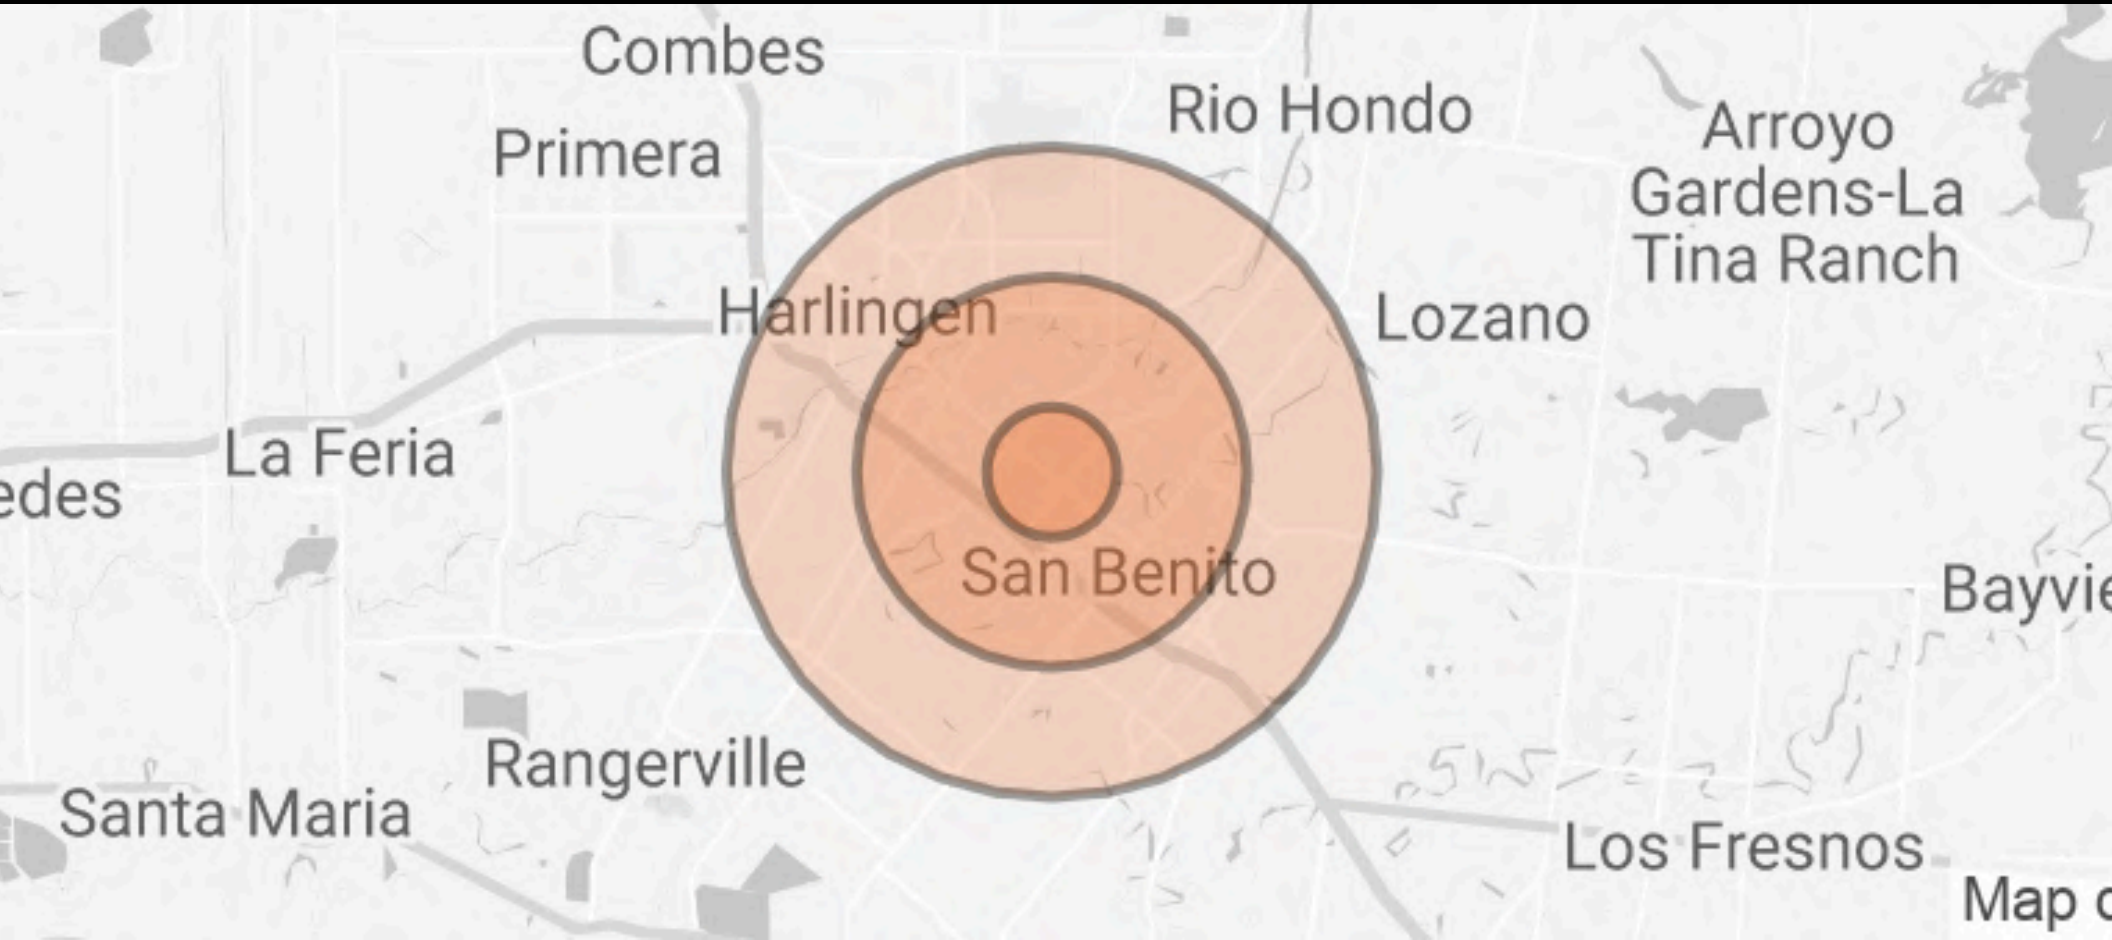 Combes
Rio Hondo
Arroyo
Gardens-La
Tina Ranch
Primera
Harlingen
Lozano
La Feria
edes
San Benito
Bayvie
Rangerville
Santa Maria
Los Fresnos
Map